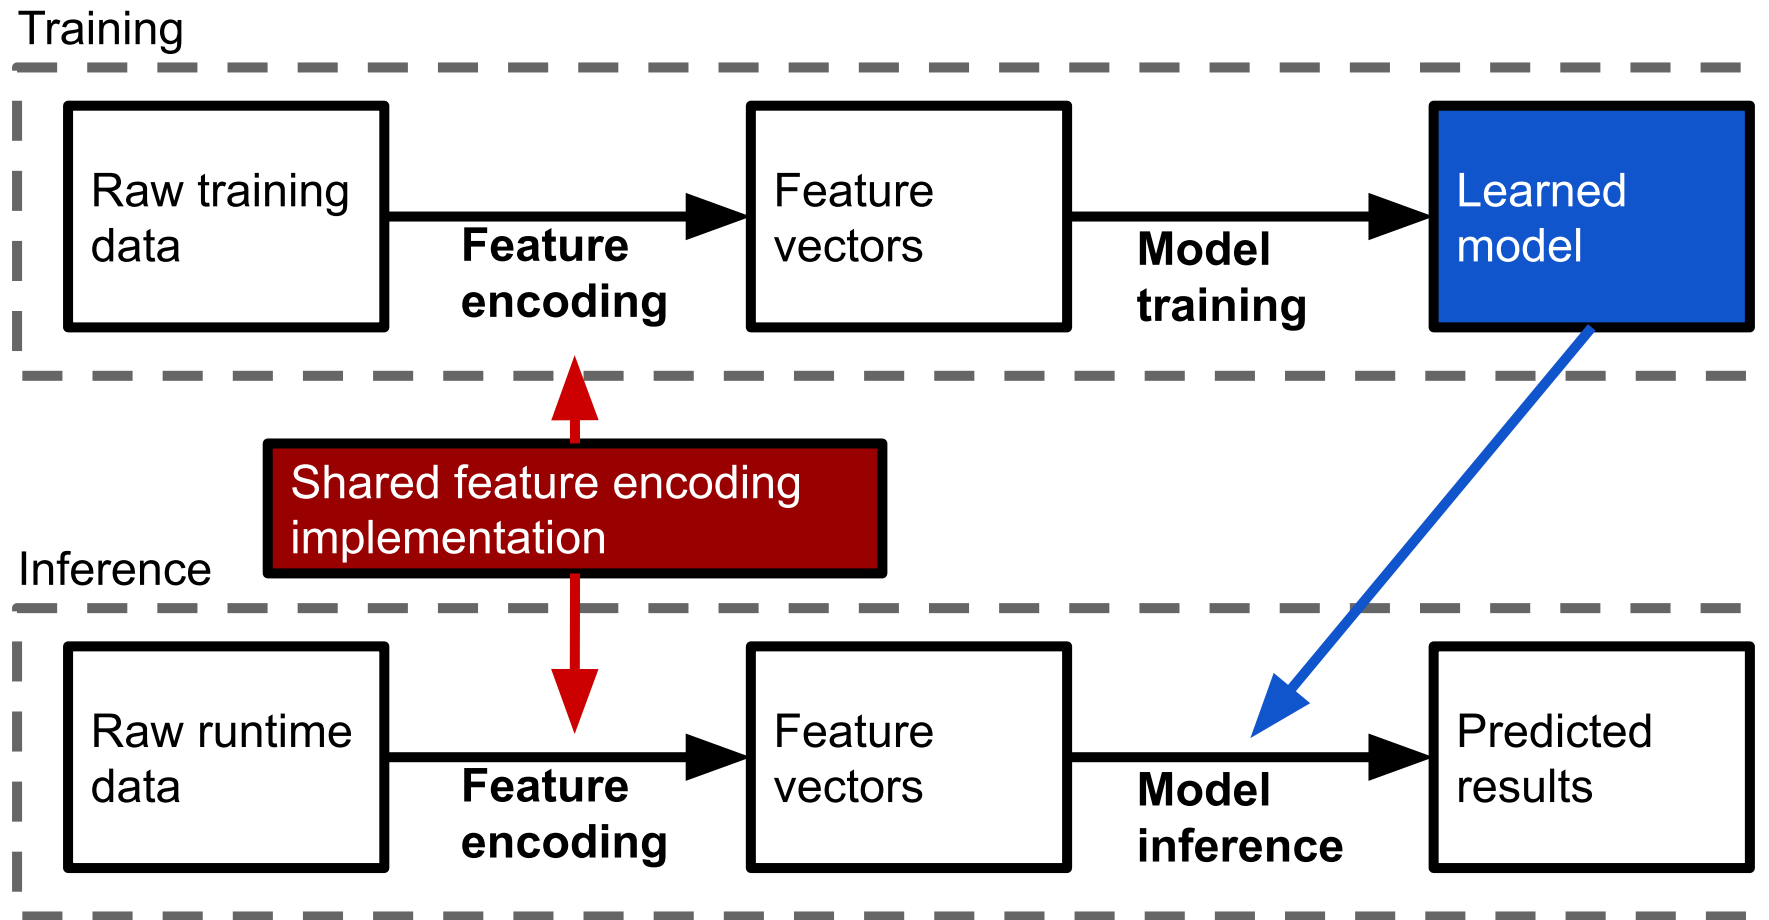 Training
Raw training
data
Feature
encoding
Feature
vectors
Model
training
Learned
model
Shared feature encoding
implementation
Inference
Raw runtime
data
Feature
encoding
Feature
vectors
Model
inference
Predicted
results